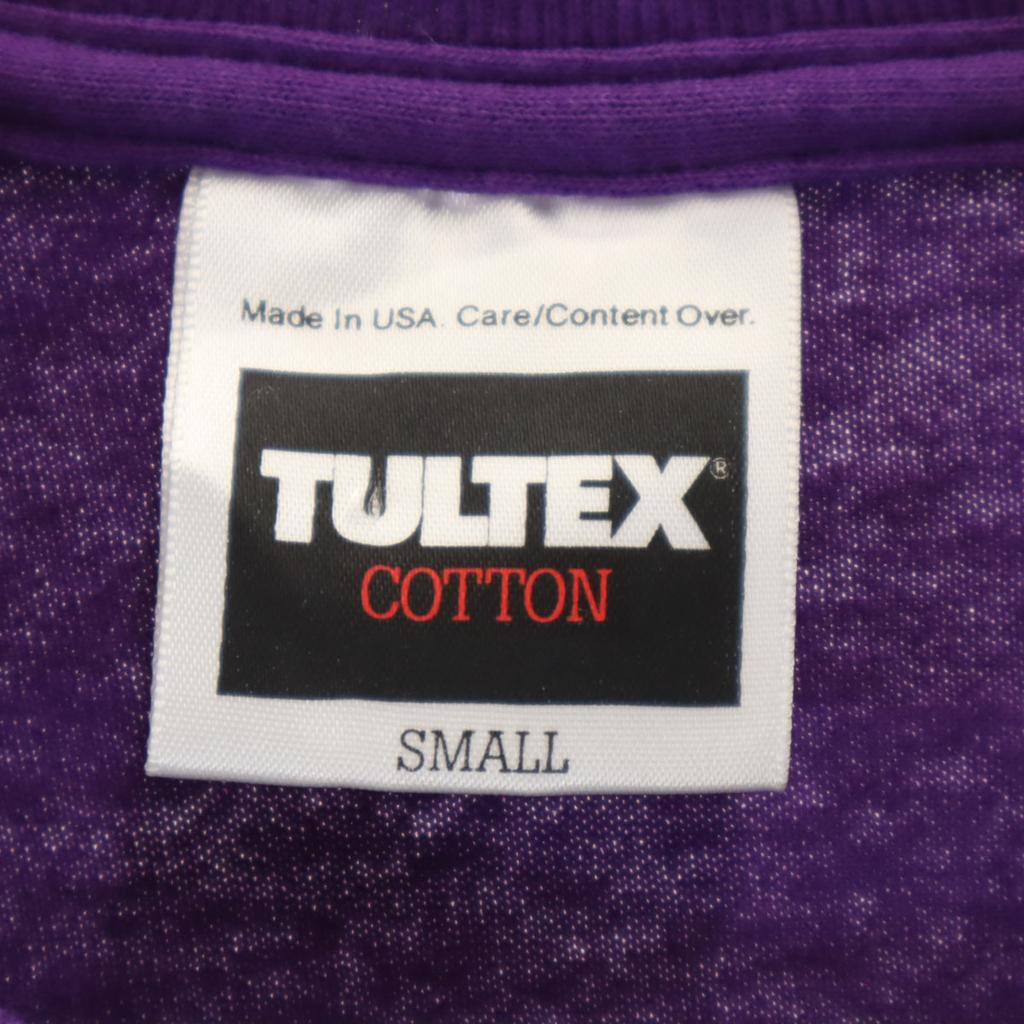 Made In USA. Care/Content Over.
TULTEX®
COTTON
SMALL